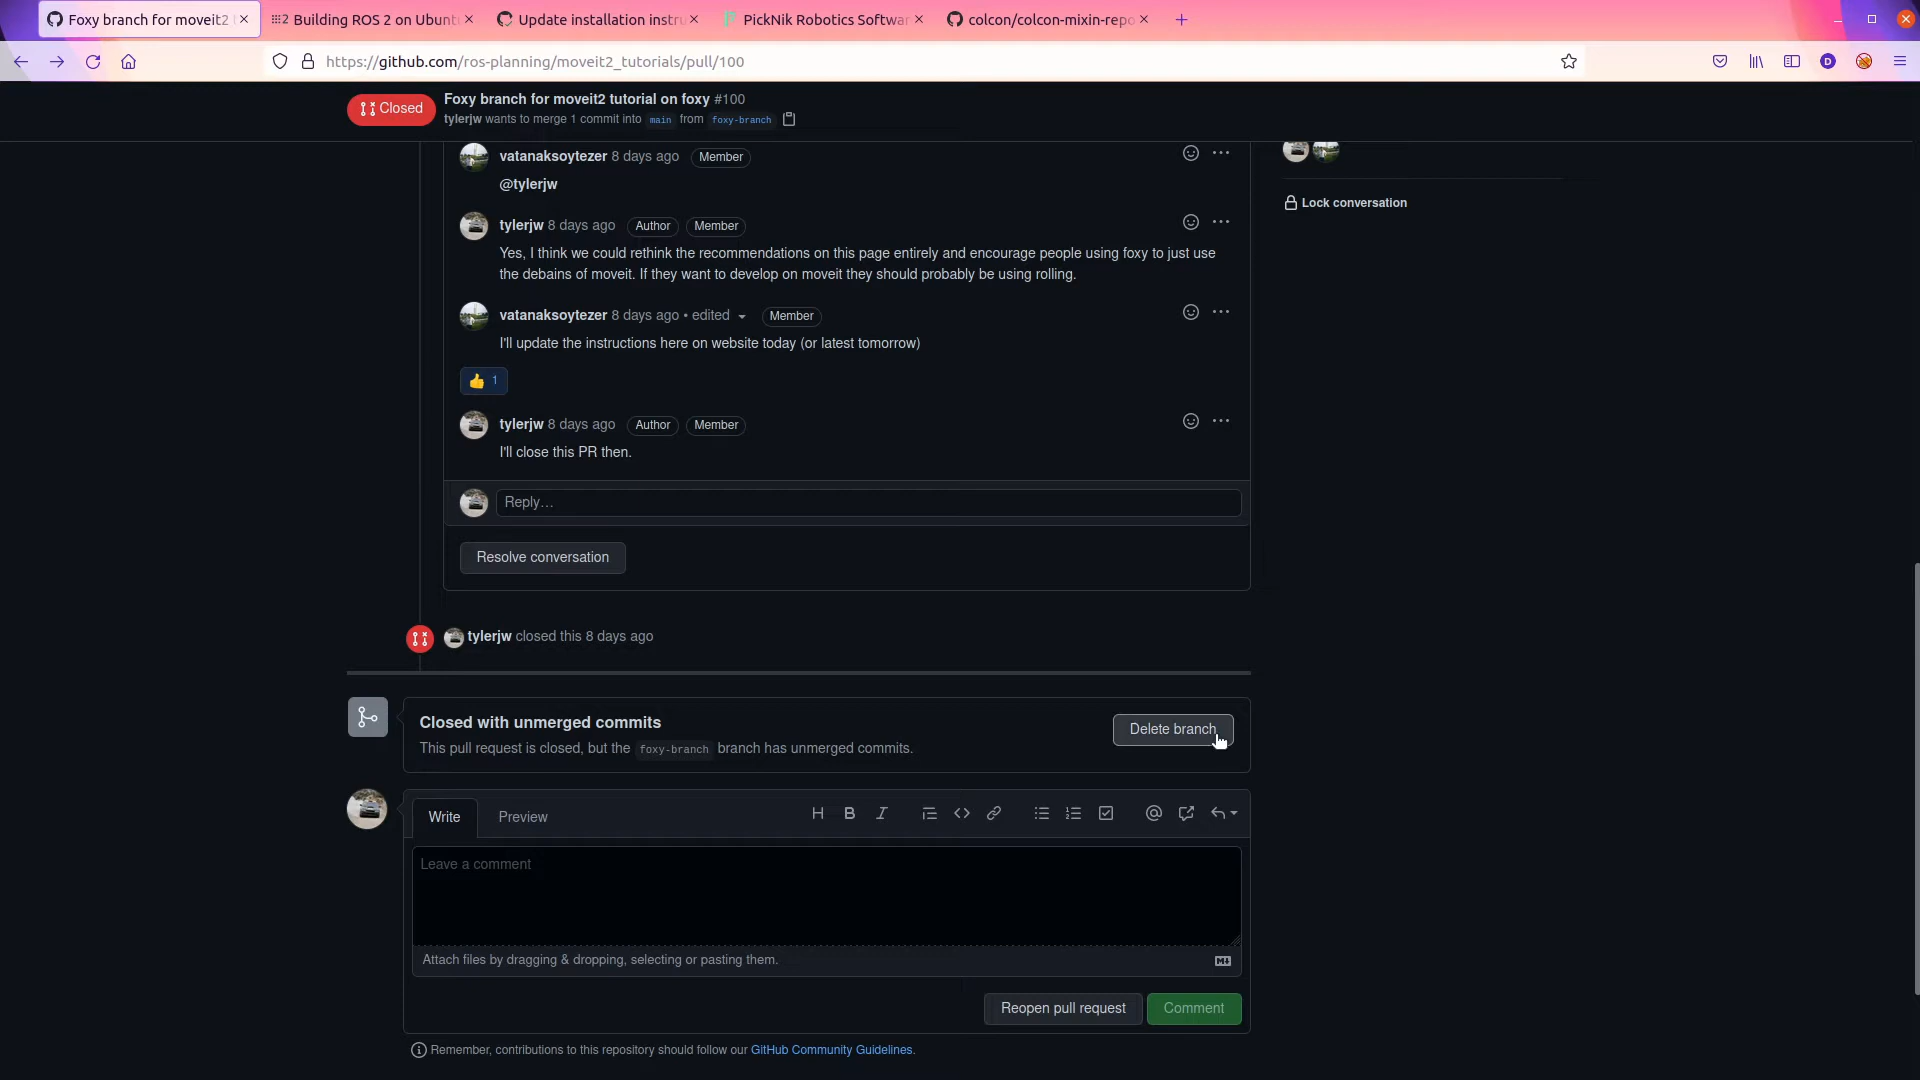 Foxy branch for moveit2
Building ROS 2 on Ubunt
Update installation instru
PickNik Robotics Softwar
colcon/colcon-mixin-repo
https://github.com/ros-planning/moveit2_tutorials/pull/100
D
Closed
Foxy branch for moveit2 tutorial on foxy #100
tylerjw wants to merge 1 commit into main from foxy-branch
vatanaksoytezer 8 days ago Member
@tylerjw
Lock conversation
tylerjw 8 days ago Author Member
Yes, I think we could rethink the recommendations on this page entirely and encourage people using foxy to just use
the debains of moveit. If they want to develop on moveit they should probably be using rolling.
vatanaksoytezer 8 days ago • edited Member
I'll update the instructions here on website today (or latest tomorrow)
👍 1
tylerjw 8 days ago Author Member
I'll close this PR then.
Reply…
Resolve conversation
tylerjw closed this 8 days ago
Closed with unmerged commits
This pull request is closed, but the foxy-branch branch has unmerged commits.
Delete branch
Write Preview
Leave a comment
Attach files by dragging & dropping, selecting or pasting them.
Reopen pull request Comment
Remember, contributions to this repository should follow our GitHub Community Guidelines.